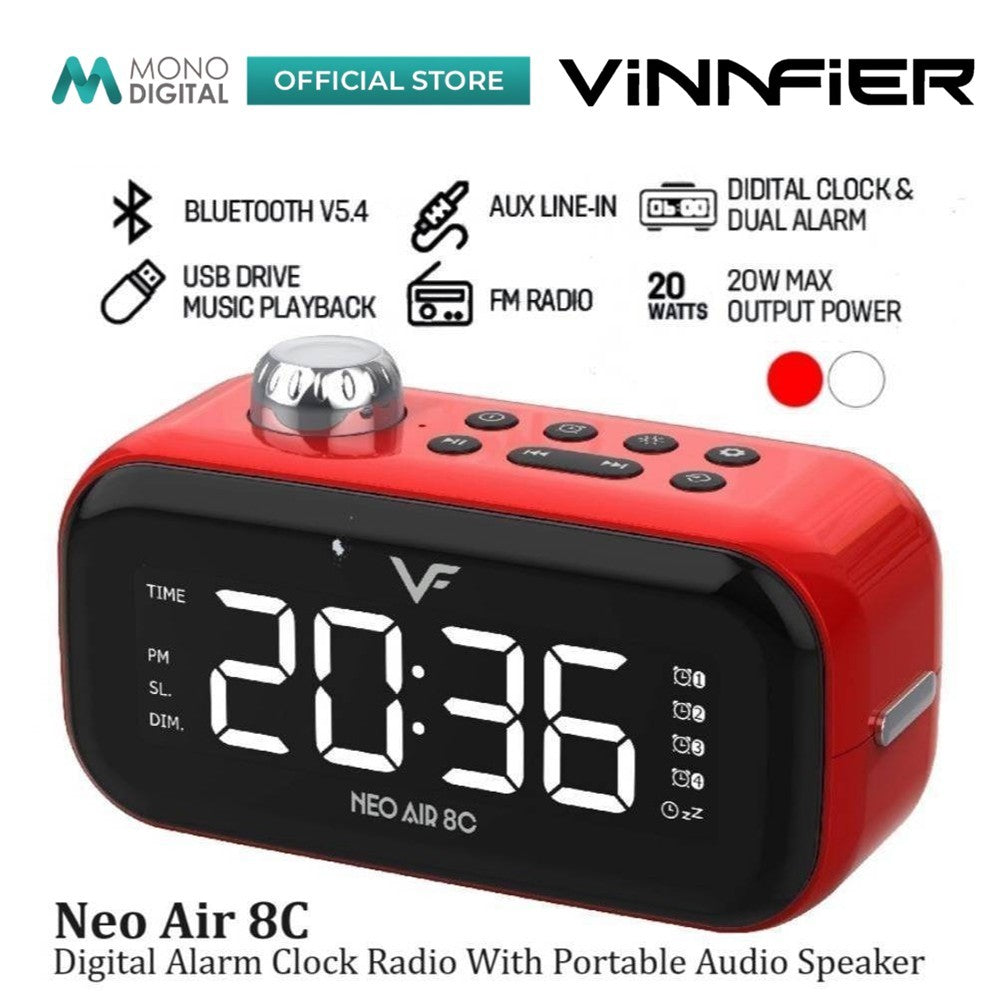 MONO
DIGITAL
OFFICIAL STORE
ViNNFiER
BLUETOOTH V5.4
AUX LINE-IN
06:00
DIDITAL CLOCK &
DUAL ALARM
USB DRIVE
MUSIC PLAYBACK
FM RADIO
20
WATTS
20W MAX
OUTPUT POWER
VF
TIME
PM
SL.
DIM.
20:36
1
2
3
4
zZ
NEO AIR 8C
Neo Air 8C
Digital Alarm Clock Radio With Portable Audio Speaker